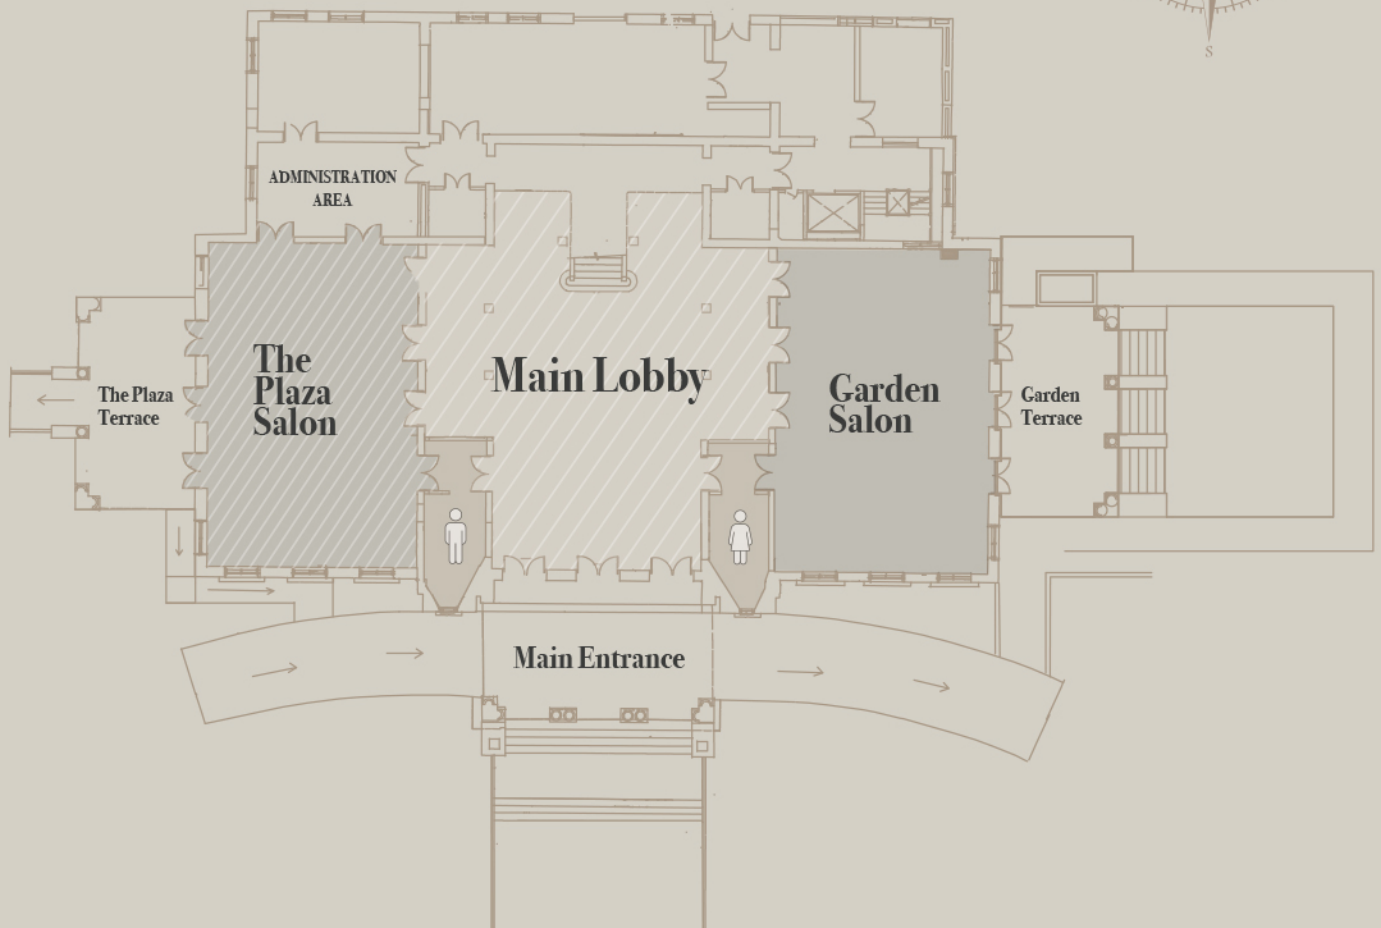 S
ADMINISTRATION
AREA
The
Plaza
Salon
Main Lobby
Garden
Salon
The Plaza
Terrace
Garden
Terrace
Main Entrance